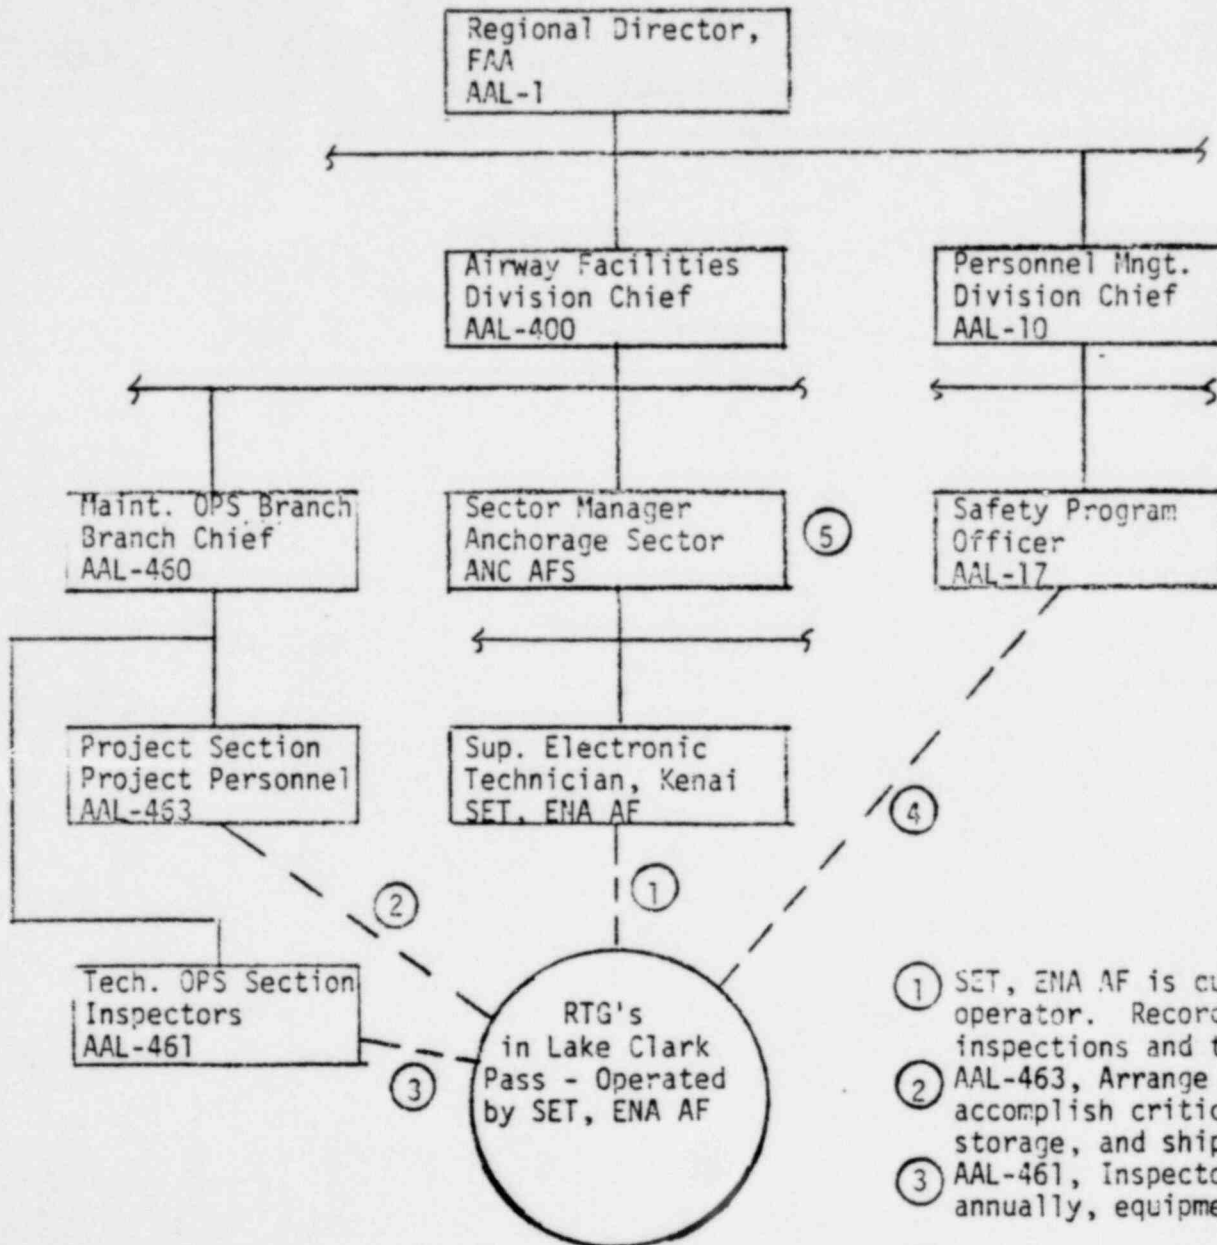 Regional Director,
FAA
AAL-1
Airway Facilities
Division Chief
AAL-400
Personnel Mngt.
Division Chief
AAL-10
Maint. OPS Branch
Branch Chief
AAL-460
Sector Manager
Anchorage Sector
ANC AFS
5
Safety Program
Officer
AAL-17
Project Section
Project Personnel
AAL-463
Sup. Electronic
Technician, Kenai
SET, ENA AF
4
2
1
Tech. OPS Section
Inspectors
AAL-461
3
RTG's
in Lake Clark
Pass - Operated
by SET, ENA AF
1 SET, ENA AF is cu
operator. Record
inspections and t
2 AAL-463, Arrange
accomplish critic
storage, and ship
3 AAL-461, Inspecto
annually, equipme